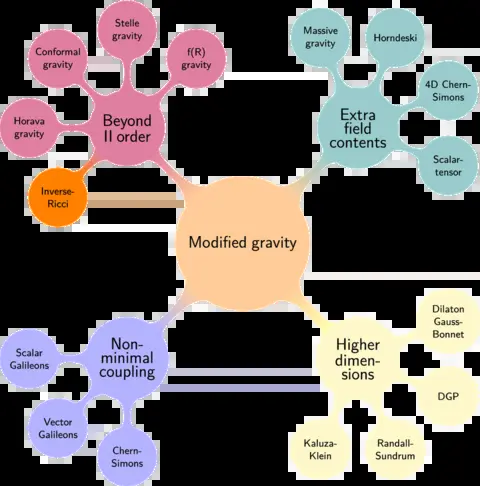 Stelle
gravity
Conformal
gravity
f(R)
gravity
Horava
gravity
Beyond
II order
Inverse-
Ricci
Massive
gravity
Horndeski
4D Chern-
Simons
Extra
field
contents
Scalar-
tensor
Modified gravity
Non-
minimal
coupling
Scalar
Galileons
Vector
Galileons
Chern-
Simons
Higher
dimen-
sions
Dilaton
Gauss-
Bonnet
DGP
Kaluza-
Klein
Randall-
Sundrum